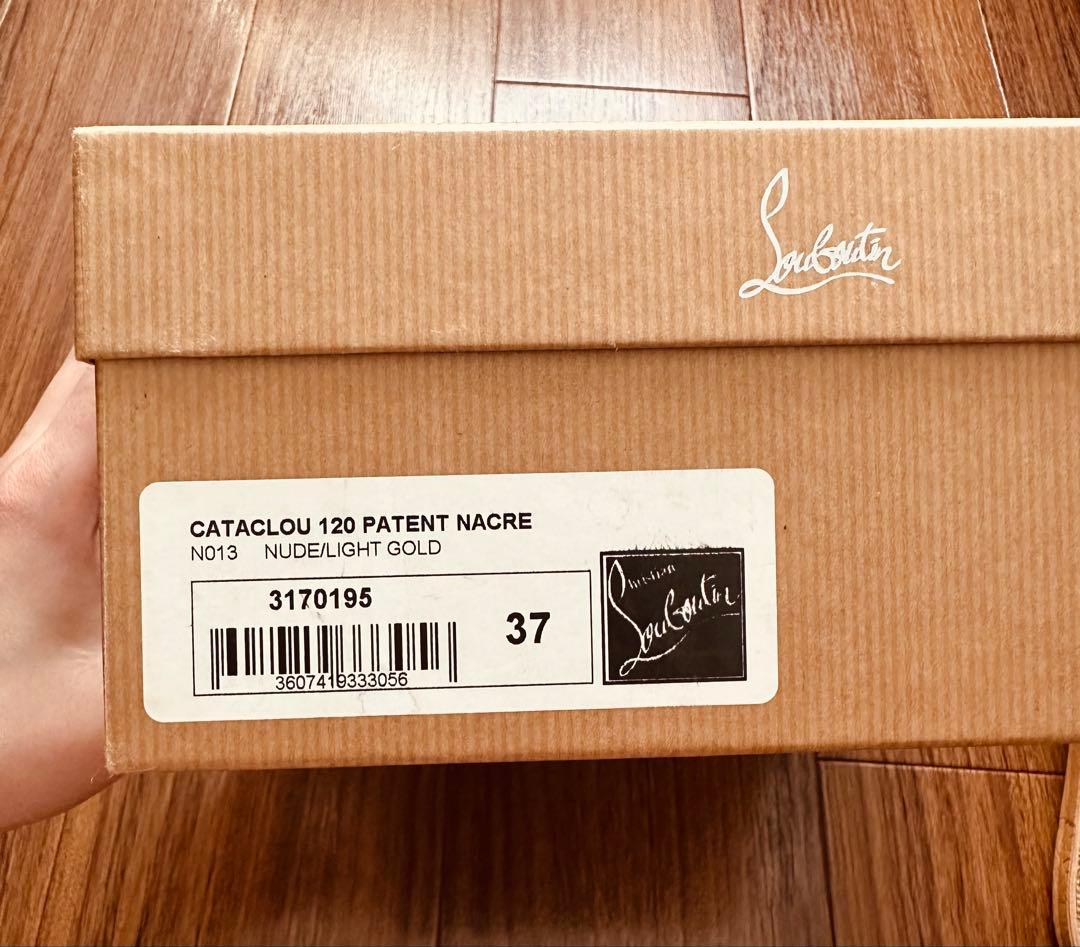 Louboutin
CATACLOU 120 PATENT NACRE
N013 NUDE/LIGHT GOLD
3170195
37
3607419333056
Christian
Louboutin